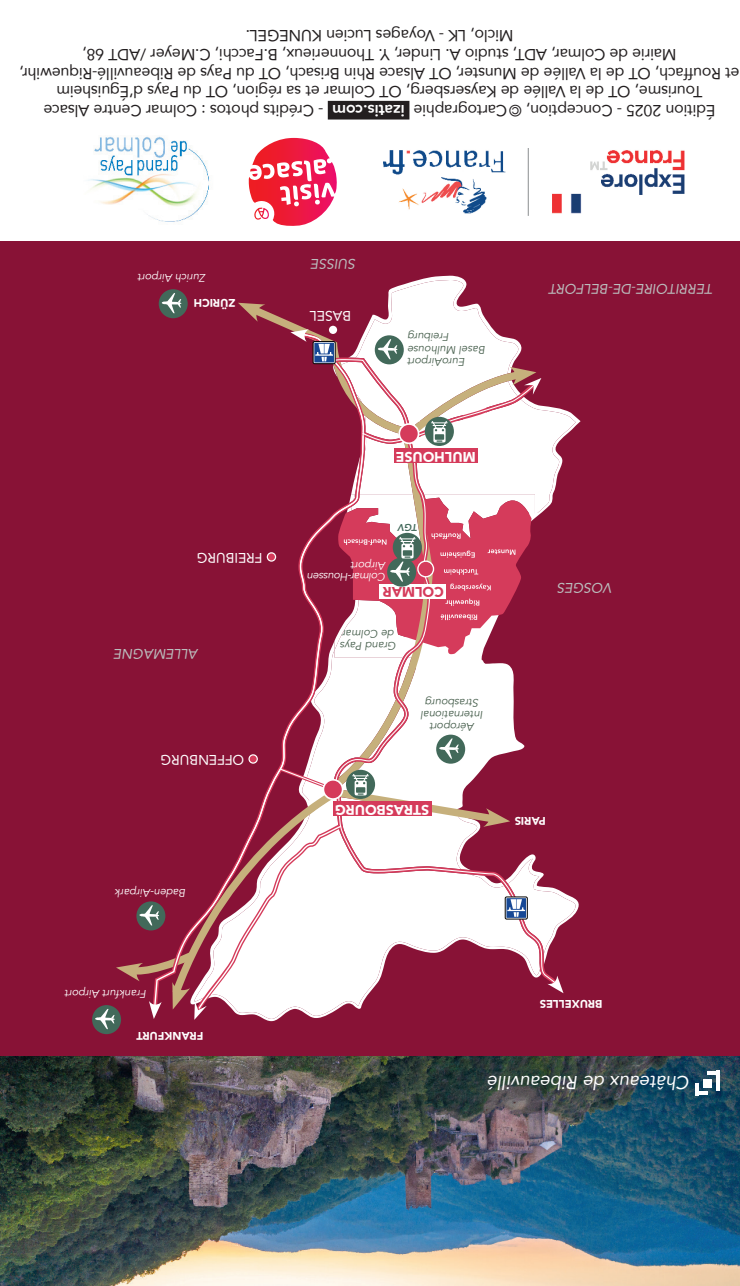 Châteaux de Ribeauvillé
BRUXELLES
FRANKFURT
Frankfurt Airport
Baden-Airpark
PARIS
STRASBOURG
OFFENBURG
Aéroport
International
Strasbourg
ALLEMAGNE
Grand Pays
de Colmar
Ribeauvillé
Riquewihr
Kaysersberg
Turckheim
Eguisheim
Munster
Rouffach
COLMAR
Colmar-Houssen
Airport
TGV
Neuf-Brisach
VOSGES
FREIBURG
MULHOUSE
EuroAirport
Basel Mulhouse
Freiburg
BASEL
ZÜRICH
Zurich Airport
TERRITOIRE-DE-BELFORT
SUISSE
Explore
France™
France.fr
visit
.alsace
grand Pays
de Colmar
Édition 2025 - Conception, ©Cartographie izatis.com - Crédits photos : Colmar Centre Alsace
Tourisme, OT de la Vallée de Kaysersberg, OT Colmar et sa région, OT du Pays d'Éguisheim
et Rouffach, OT de la Vallée de Munster, OT Alsace Rhin Brisach, OT du Pays de Ribeauvillé-Riquewihr,
Mairie de Colmar, ADT, studio A. Linder, Y. Thonnerieux, B.Facchi, C.Meyer /ADT 68,
Miclo, LK - Voyages Lucien KUNEGEL.